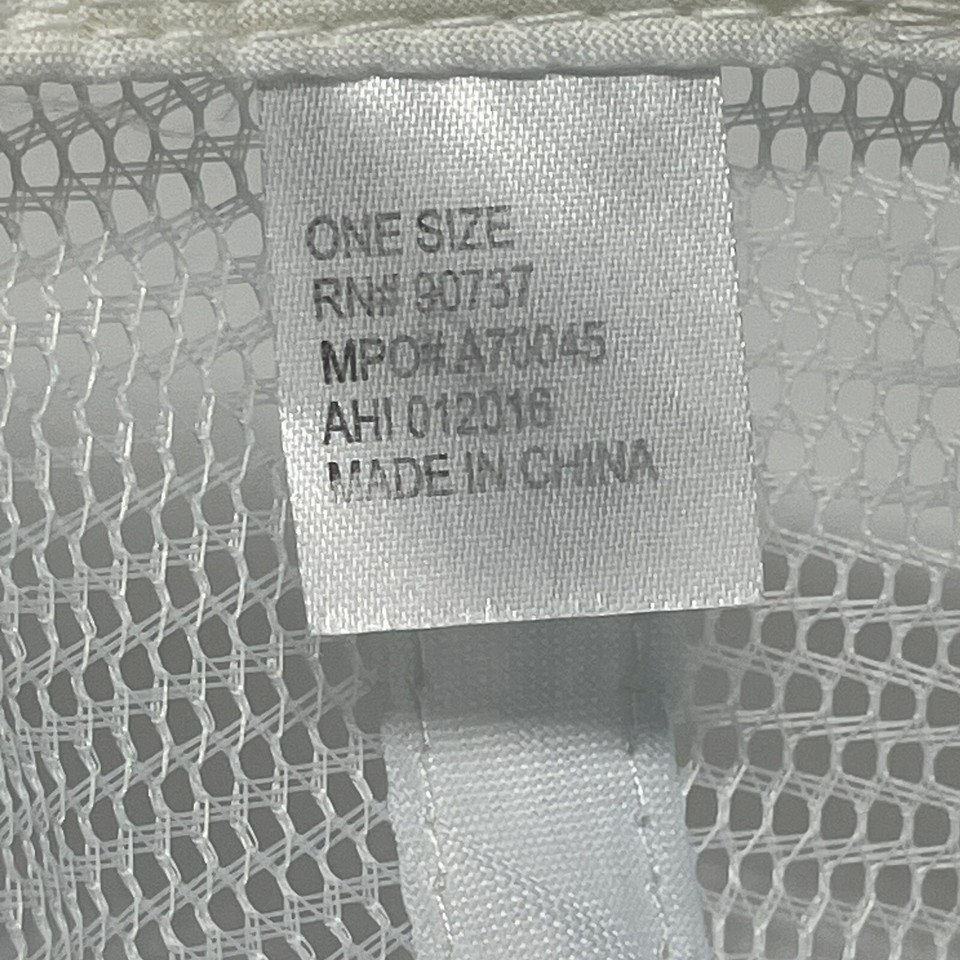 ONE SIZE
RN# 90737
MPO# A70045
AHI 012016
MADE IN CHINA